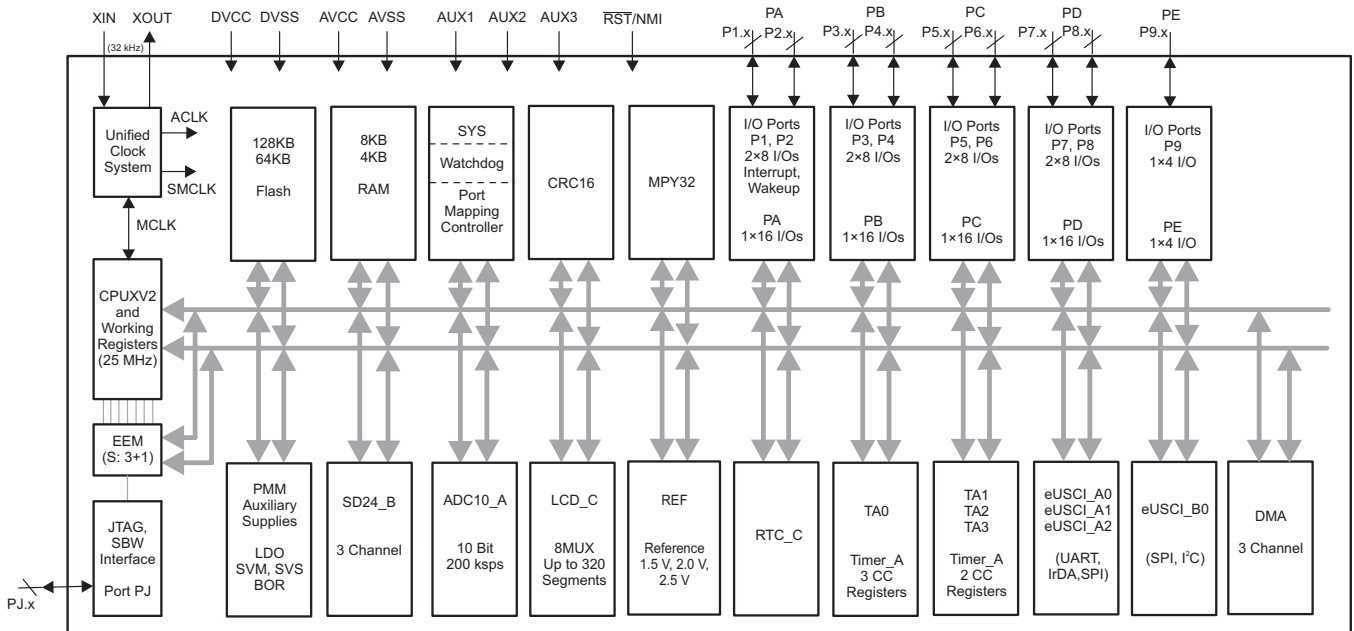 XIN XOUT DVCC DVSS AVCC AVSS AUX1 AUX2 AUX3 RST/NMI PA PB PC PD PE
(32 kHz)
P1.x P2.x P3.x P4.x P5.x P6.x P7.x P8.x P9.x
Unified
Clock
System
ACLK
SMCLK
MCLK
128KB
64KB
Flash
8KB
4KB
RAM
SYS
Watchdog
Port
Mapping
Controller
CRC16
MPY32
I/O Ports
P1, P2
2×8 I/Os
Interrupt,
Wakeup
PA
1×16 I/Os
I/O Ports
P3, P4
2×8 I/Os
PB
1×16 I/Os
I/O Ports
P5, P6
2×8 I/Os
PC
1×16 I/Os
I/O Ports
P7, P8
2×8 I/Os
PD
1×16 I/Os
I/O Ports
P9
1×4 I/O
PE
1×4 I/O
CPUXV2
and
Working
Registers
(25 MHz)
EEM
(S: 3+1)
JTAG,
SBW
Interface
Port PJ
PJ.x
PMM
Auxiliary
Supplies
LDO
SVM, SVS
BOR
SD24_B
3 Channel
ADC10_A
10 Bit
200 ksps
LCD_C
8MUX
Up to 320
Segments
REF
Reference
1.5 V, 2.0 V,
2.5 V
RTC_C
TA0
Timer_A
3 CC
Registers
TA1
TA2
TA3
Timer_A
2 CC
Registers
eUSCI_A0
eUSCI_A1
eUSCI_A2
(UART,
IrDA,SPI)
eUSCI_B0
(SPI, I²C)
DMA
3 Channel